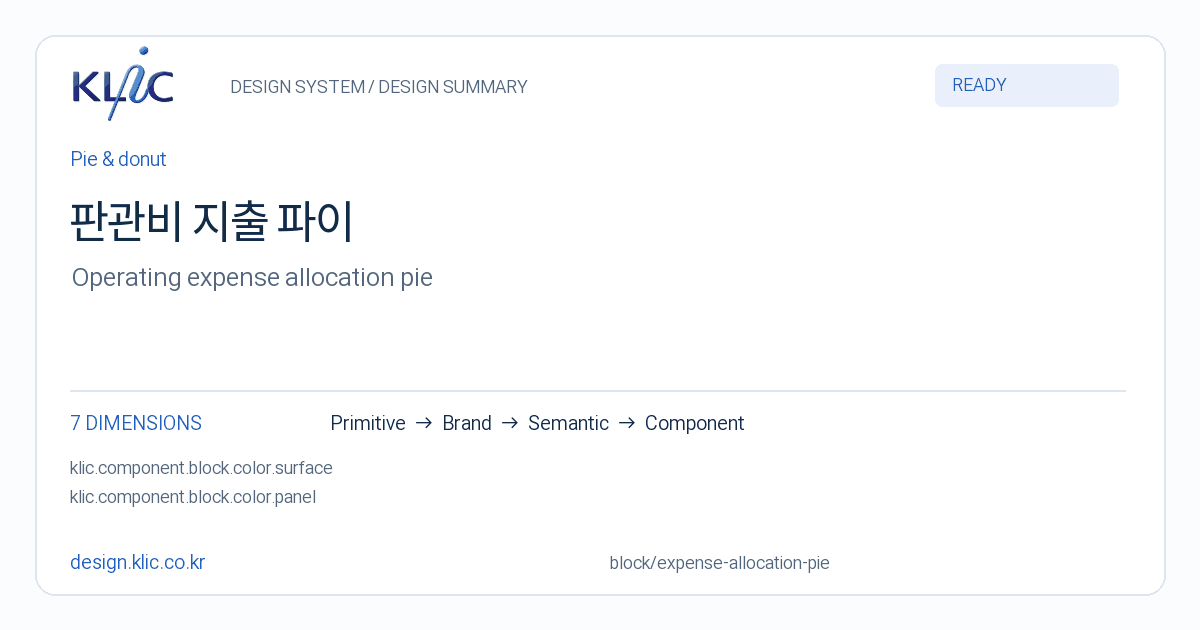 KLiC
DESIGN SYSTEM / DESIGN SUMMARY
READY
Pie & donut
판관비 지출 파이
Operating expense allocation pie
7 DIMENSIONS
Primitive → Brand → Semantic → Component
klic.component.block.color.surface
klic.component.block.color.panel
design.klic.co.kr
block/expense-allocation-pie